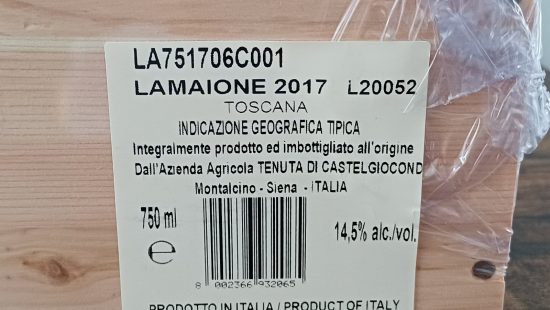 LA751706C001
LAMAIONE 2017 L20052
TOSCANA
INDICAZIONE GEOGRAFICA TIPICA
Integralmente prodotto ed imbottigliato all'origine
Dall'Azienda Agricola TENUTA DI CASTELGIOCOND
Montalcino - Siena - ITALIA
750 ml
14,5% alc./vol.
e
8 002366 932065
PRODOTTO IN ITALIA / PRODUCT OF ITALY